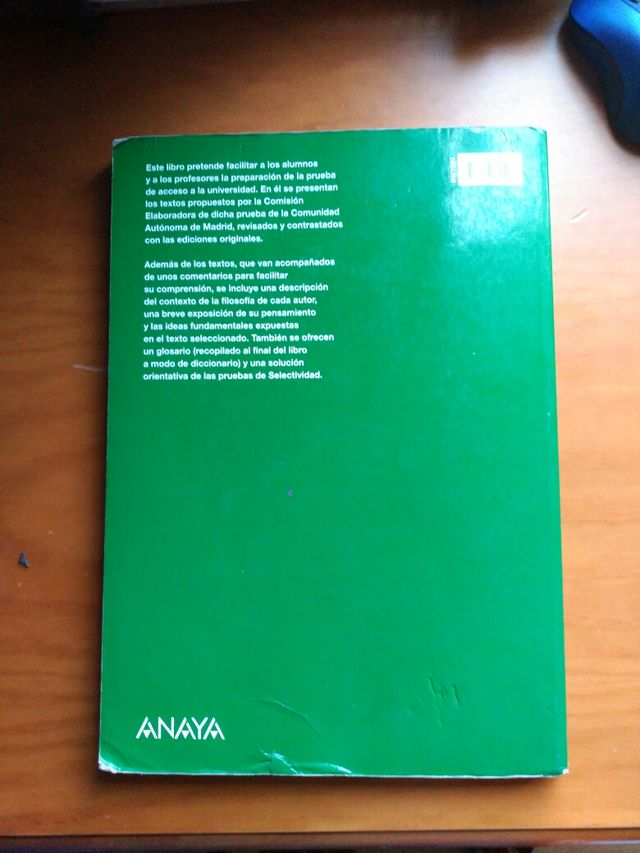 Este libro pretende facilitar a los alumnos
y a los profesores la preparación de la prueba
de acceso a la universidad. En él se presentan
los textos propuestos por la Comisión
Elaboradora de dicha prueba de la Comunidad
Autónoma de Madrid, revisados y contrastados
con las ediciones originales.
Además de los textos, que van acompañados
de unos comentarios para facilitar
su comprensión, se incluye una descripción
del contexto de la filosofía de cada autor,
una breve exposición de su pensamiento
y las ideas fundamentales expuestas
en el texto seleccionado. También se ofrecen
un glosario (recopilado al final del libro
a modo de diccionario) y una solución
orientativa de las pruebas de Selectividad.
ANAYA